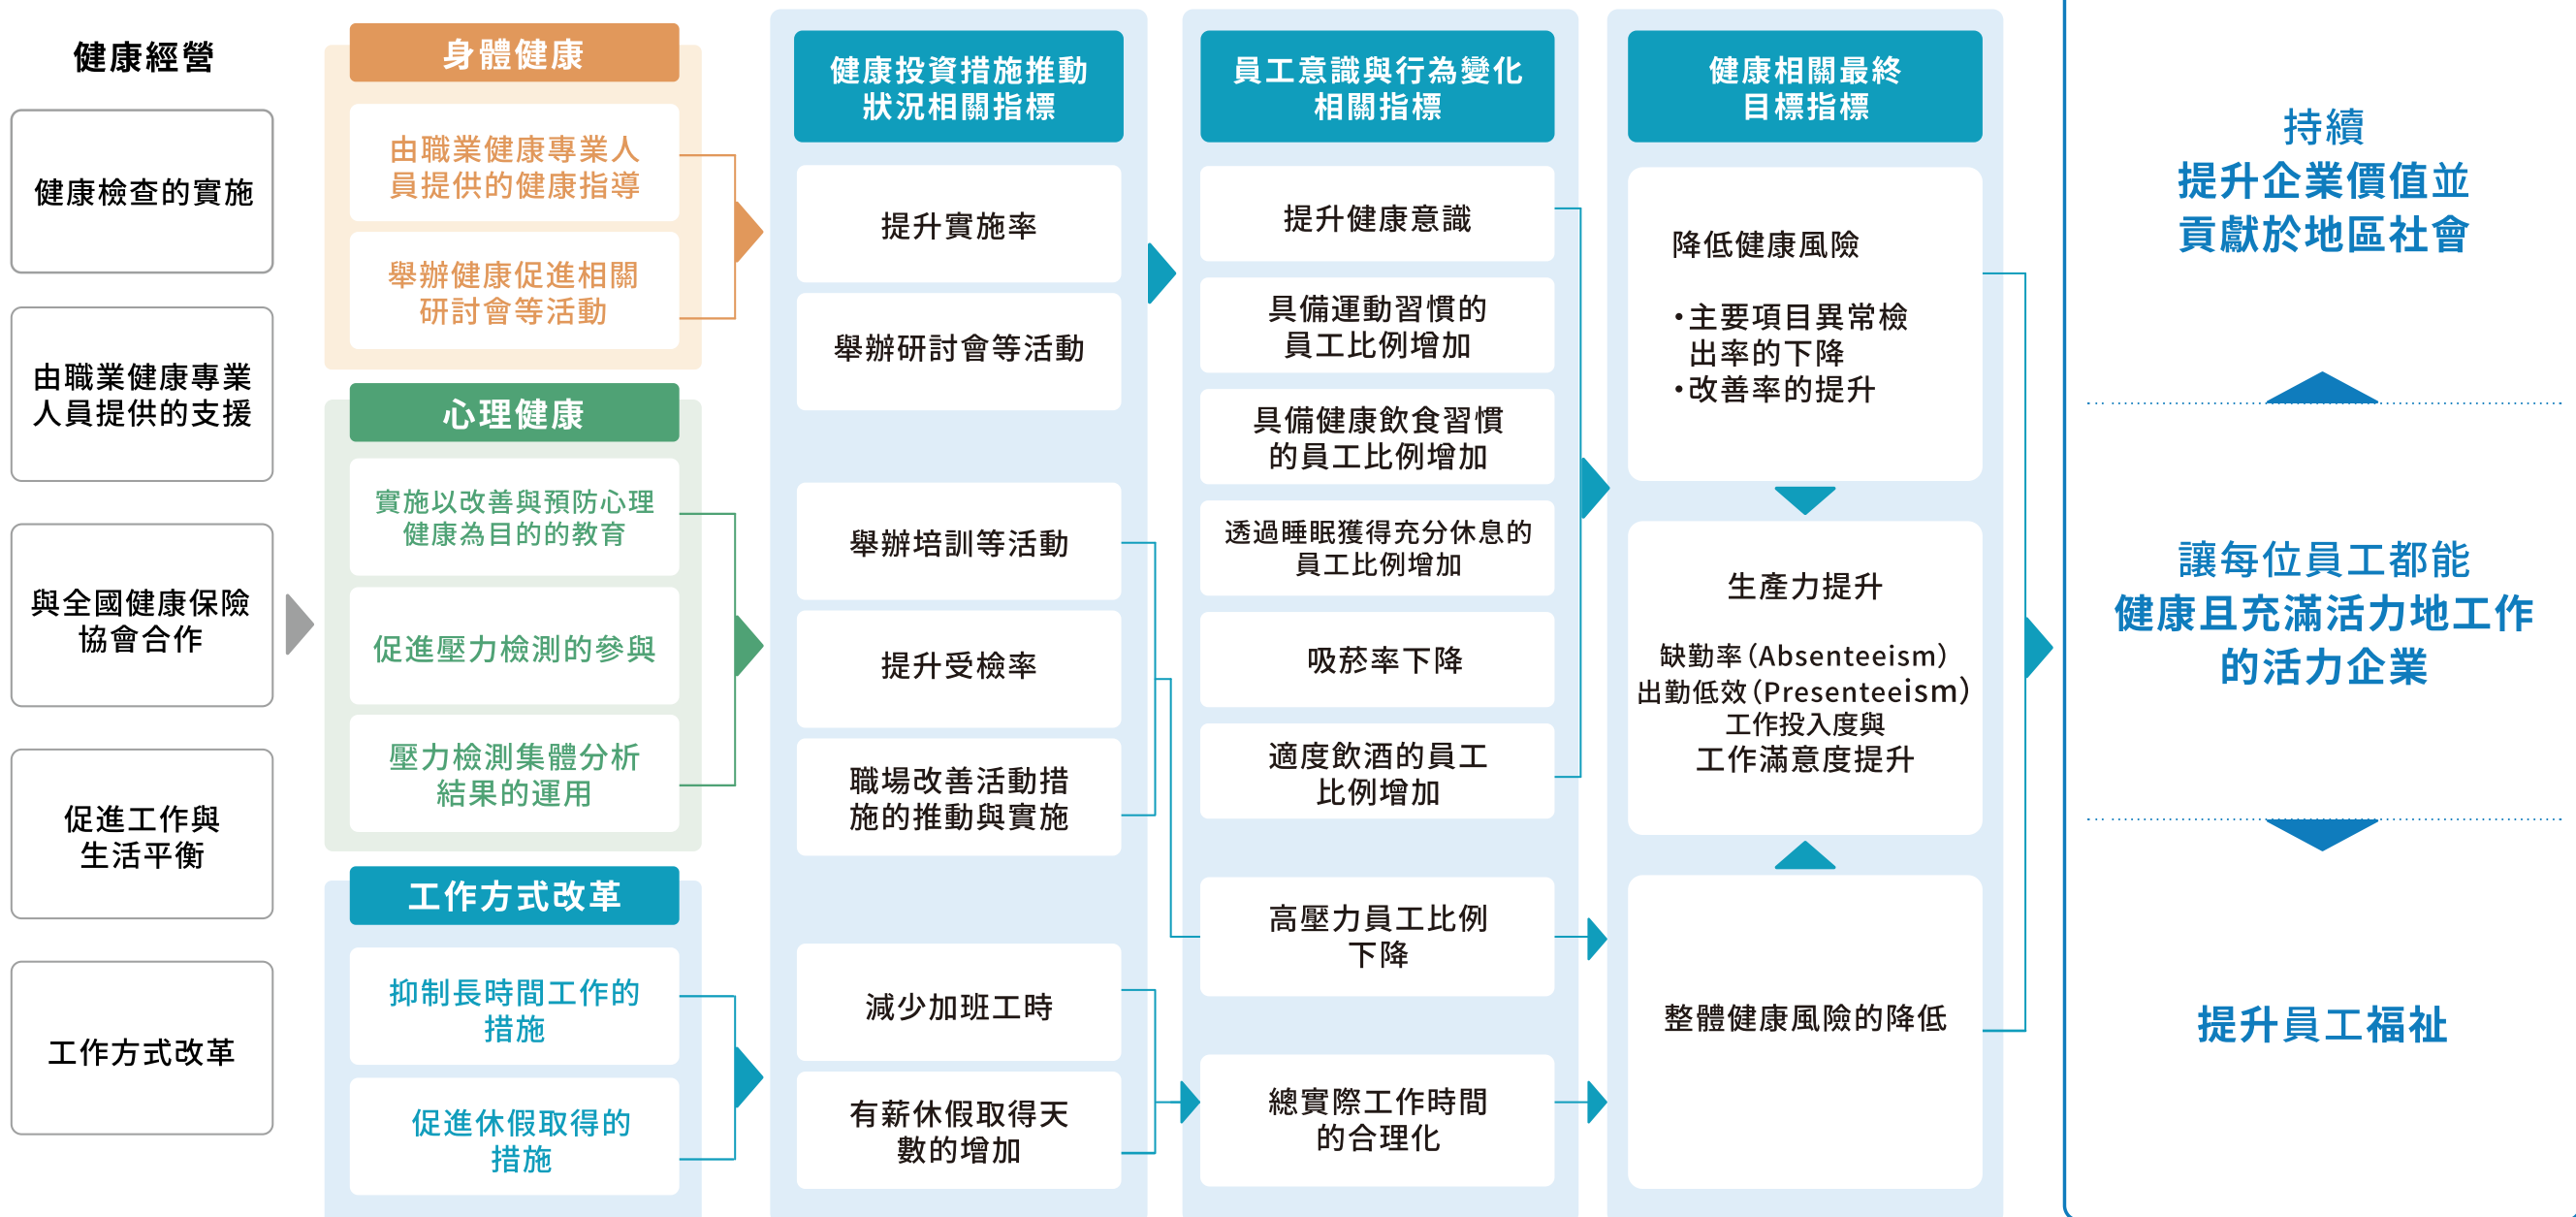 健康經營
健康檢查的實施
由職業健康專業
人員提供的支援
與全國健康保險
協會合作
促進工作與
生活平衡
工作方式改革
身體健康
由職業健康專業人
員提供的健康指導
舉辦健康促進相關
研討會等活動
心理健康
實施以改善與預防心理
健康為目的的教育
促進壓力檢測的參與
壓力檢測集體分析
結果的運用
工作方式改革
抑制長時間工作的
措施
促進休假取得的
措施
健康投資措施推動
狀況相關指標
提升實施率
舉辦研討會等活動
舉辦培訓等活動
提升受檢率
職場改善活動措
施的推動與實施
減少加班工時
有薪休假取得天
數的增加
員工意識與行為變化
相關指標
提升健康意識
具備運動習慣的
員工比例增加
具備健康飲食習慣
的員工比例增加
透過睡眠獲得充分休息的
員工比例增加
吸菸率下降
適度飲酒的員工
比例增加
高壓力員工比例
下降
總實際工作時間
的合理化
健康相關最終
目標指標
降低健康風險
・主要項目異常檢
出率的下降
・改善率的提升
生產力提升
缺勤率（Absenteeism）
出勤低效（Presenteeism）
工作投入度與
工作滿意度提升
整體健康風險的降低
持續
提升企業價值並
貢獻於地區社會
讓每位員工都能
健康且充滿活力地工作
的活力企業
提升員工福祉